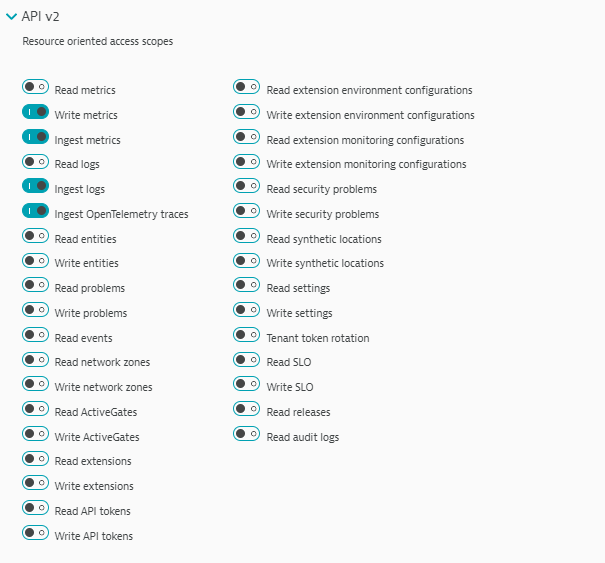 API v2
Resource oriented access scopes
Read metrics
Write metrics
Ingest metrics
Read logs
Ingest logs
Ingest OpenTelemetry traces
Read entities
Write entities
Read problems
Write problems
Read events
Read network zones
Write network zones
Read ActiveGates
Write ActiveGates
Read extensions
Write extensions
Read API tokens
Write API tokens
Read extension environment configurations
Write extension environment configurations
Read extension monitoring configurations
Write extension monitoring configurations
Read security problems
Write security problems
Read synthetic locations
Write synthetic locations
Read settings
Write settings
Tenant token rotation
Read SLO
Write SLO
Read releases
Read audit logs